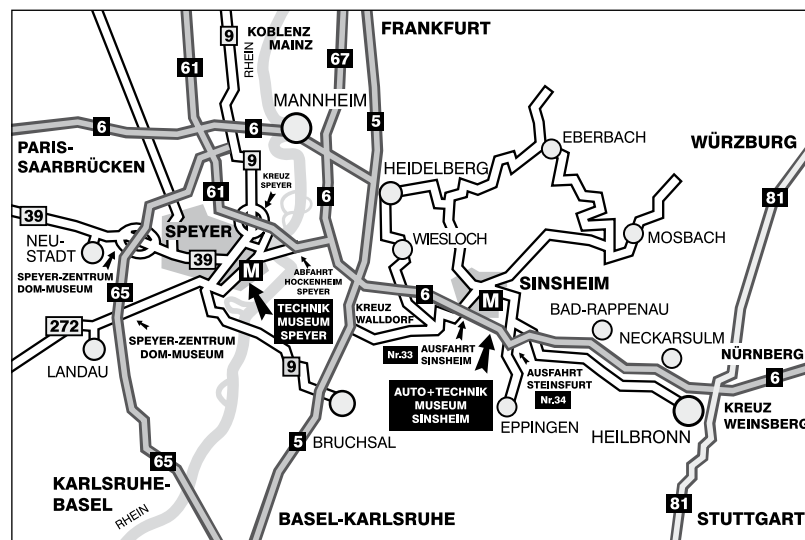 FRANKFURT
KOBLENZ
MAINZ
9
RHEIN
61
67
MANNHEIM
5
6
6
PARIS-
SAARBRÜCKEN
EBERBACH
WÜRZBURG
9
HEIDELBERG
KREUZ
SPEYER
61
6
81
39
SPEYER
NEU-
STADT
WIESLOCH
MOSBACH
39
M
ABFAHRT
HOCKENHEIM
SPEYER
SPEYER-ZENTRUM
DOM-MUSEUM
65
SINSHEIM
6
M
BAD-RAPPENAU
TECHNIK
MUSEUM
SPEYER
KREUZ
WALLDORF
272
SPEYER-ZENTRUM
DOM-MUSEUM
LANDAU
Nr.33
AUSFAHRT
SINSHEIM
NECKARSULM
NÜRNBERG
6
9
AUTO+TECHNIK
MUSEUM
SINSHEIM
AUSFAHRT
STEINSFURT
Nr.34
EPPINGEN
HEILBRONN
KREUZ
WEINSBERG
5
BRUCHSAL
65
KARLSRUHE-
BASEL
RHEIN
BASEL-KARLSRUHE
81
STUTTGART